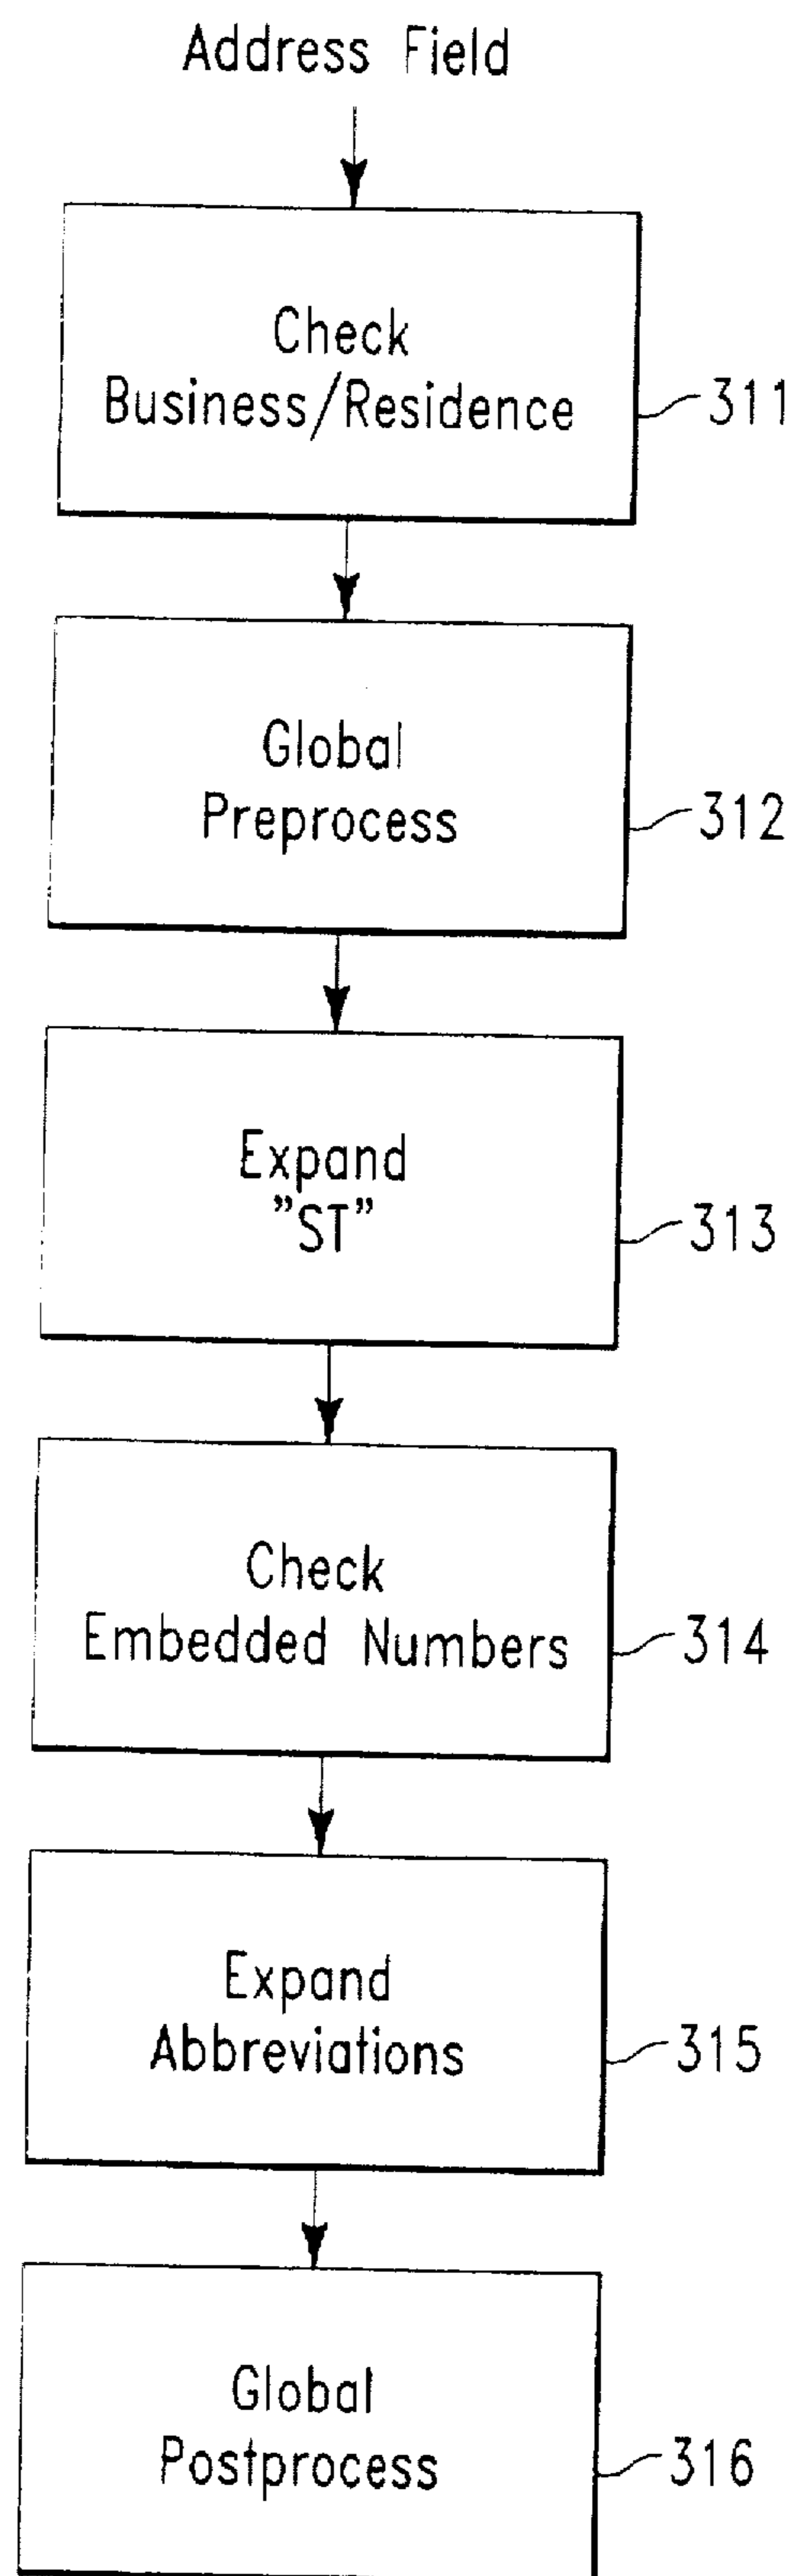 Address Field
Check
Business/Residence
311
Global
Preprocess
312
Expand
"ST"
313
Check
Embedded Numbers
314
Expand
Abbreviations
315
Global
Postprocess
316